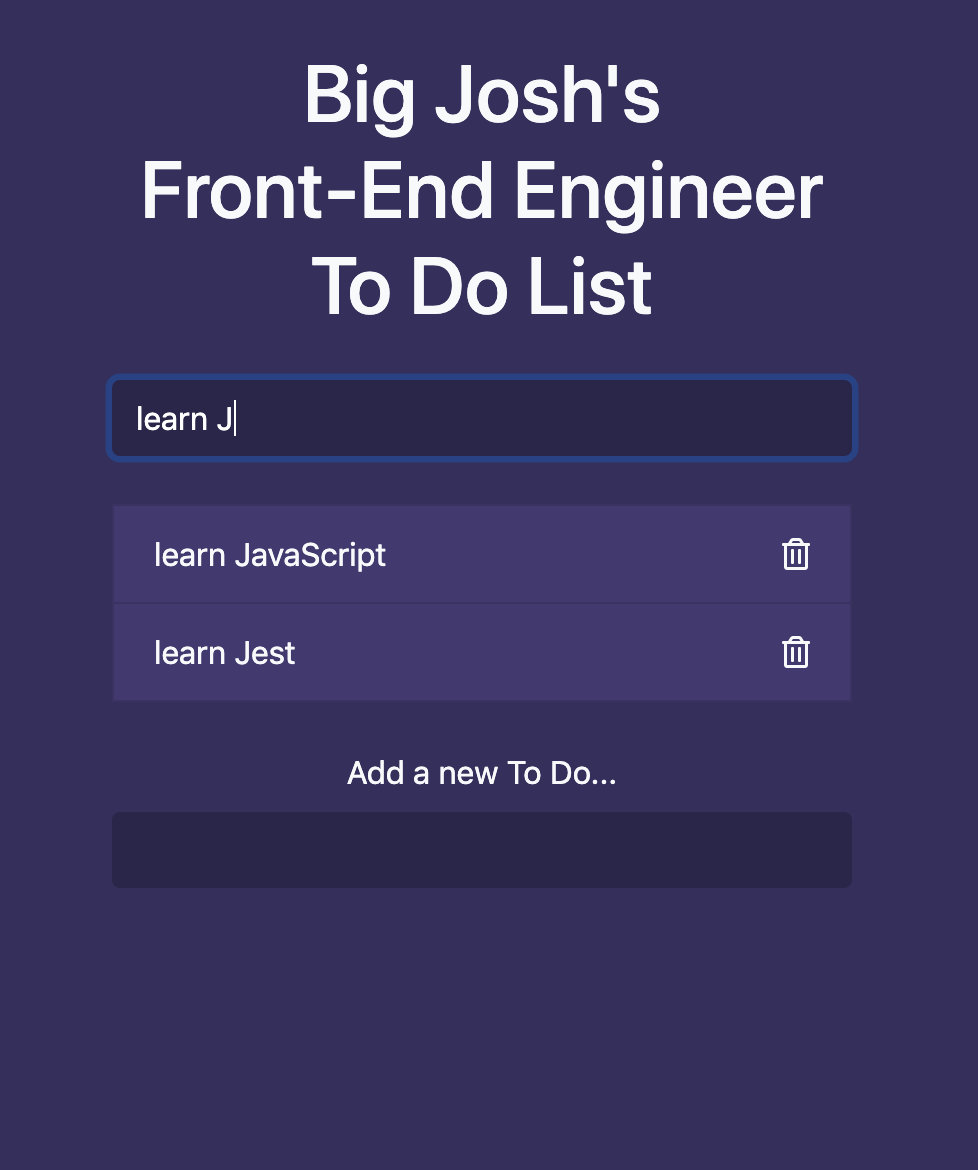 Big Josh's
Front-End Engineer
To Do List
learn J
learn JavaScript
learn Jest
Add a new To Do...